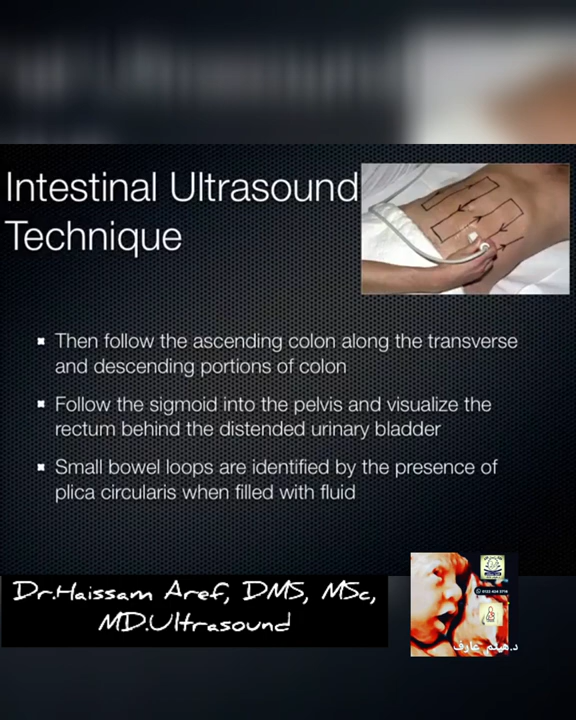 Intestinal Ultrasound
Technique
Then follow the ascending colon along the transverse
and descending portions of colon
Follow the sigmoid into the pelvis and visualize the
rectum behind the distended urinary bladder
Small bowel loops are identified by the presence of
plica circularis when filled with fluid
Dr.Haissam Aref, DMS, MSc,
MD.Ultrasound
د.هيثم عارف